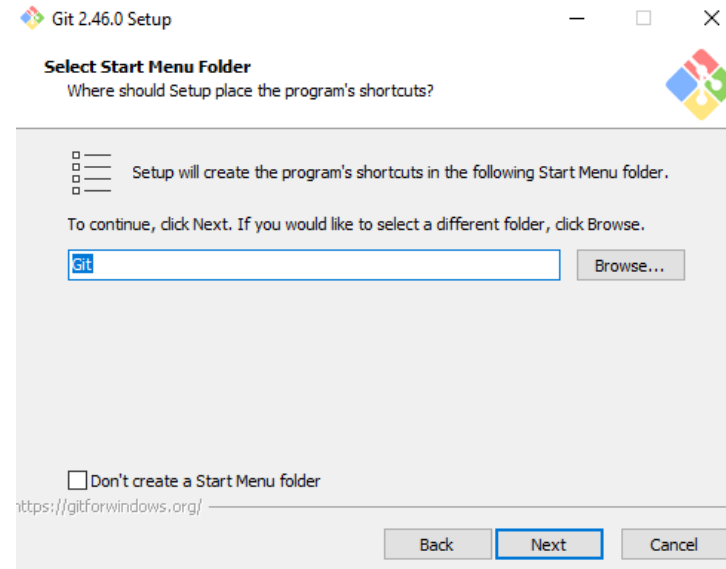 Git 2.46.0 Setup
Select Start Menu Folder
Where should Setup place the program's shortcuts?
Setup will create the program's shortcuts in the following Start Menu folder.
To continue, click Next. If you would like to select a different folder, click Browse.
Git
Browse...
Don't create a Start Menu folder
https://gitforwindows.org/
Back
Next
Cancel